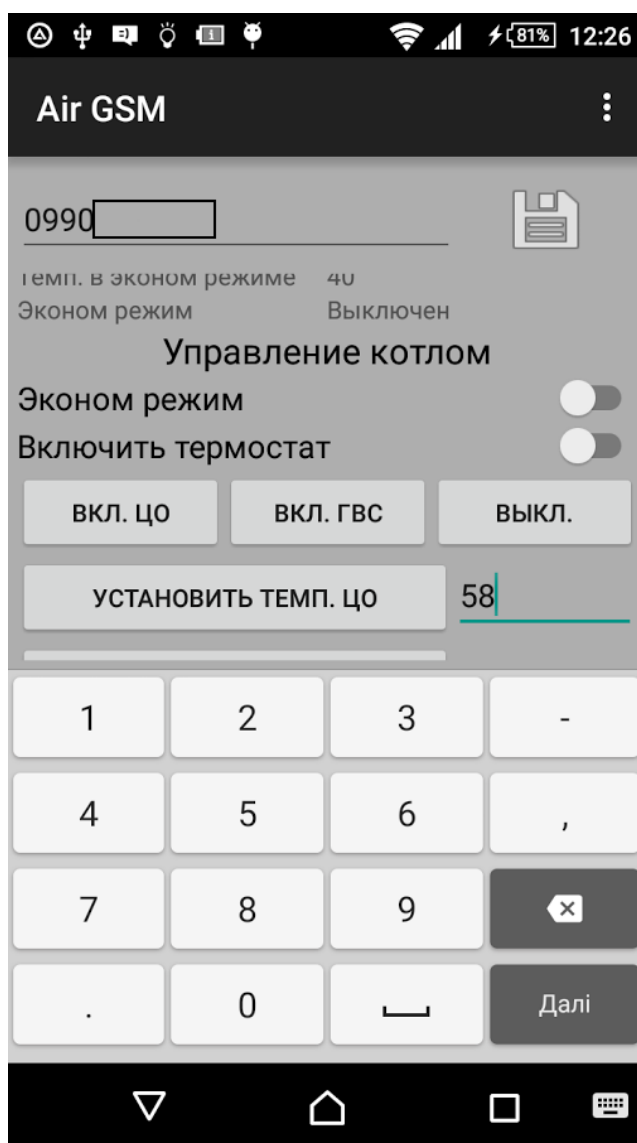 81% 12:26
Air GSM
0990
Темп. в эконом режиме 40
Эконом режим Выключен
Управление котлом
Эконом режим
Включить термостат
ВКЛ. ЦО ВКЛ. ГВС ВЫКЛ.
УСТАНОВИТЬ ТЕМП. ЦО 58
1 2 3 -
4 5 6 ,
7 8 9
. 0
Далі